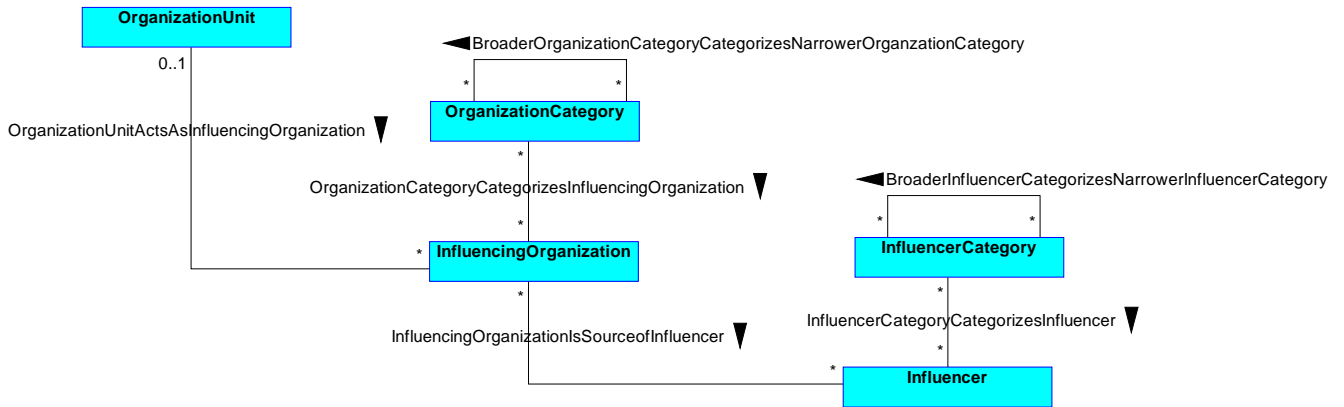 OrganizationUnit
0..1
BroaderOrganizationCategoryCategorizesNarrowerOrganzationCategory
* *
OrganizationCategory
OrganizationUnitActsAsInfluencingOrganization
*
OrganizationCategoryCategorizesInfluencingOrganization
BroaderInfluencerCategorizesNarrowerInfluencerCategory
* * *
InfluencingOrganization
*
InfluencerCategory
* *
InfluencerCategoryCategorizesInfluencer
InfluencingOrganizationIsSourceofInfluencer
*
*
Influencer